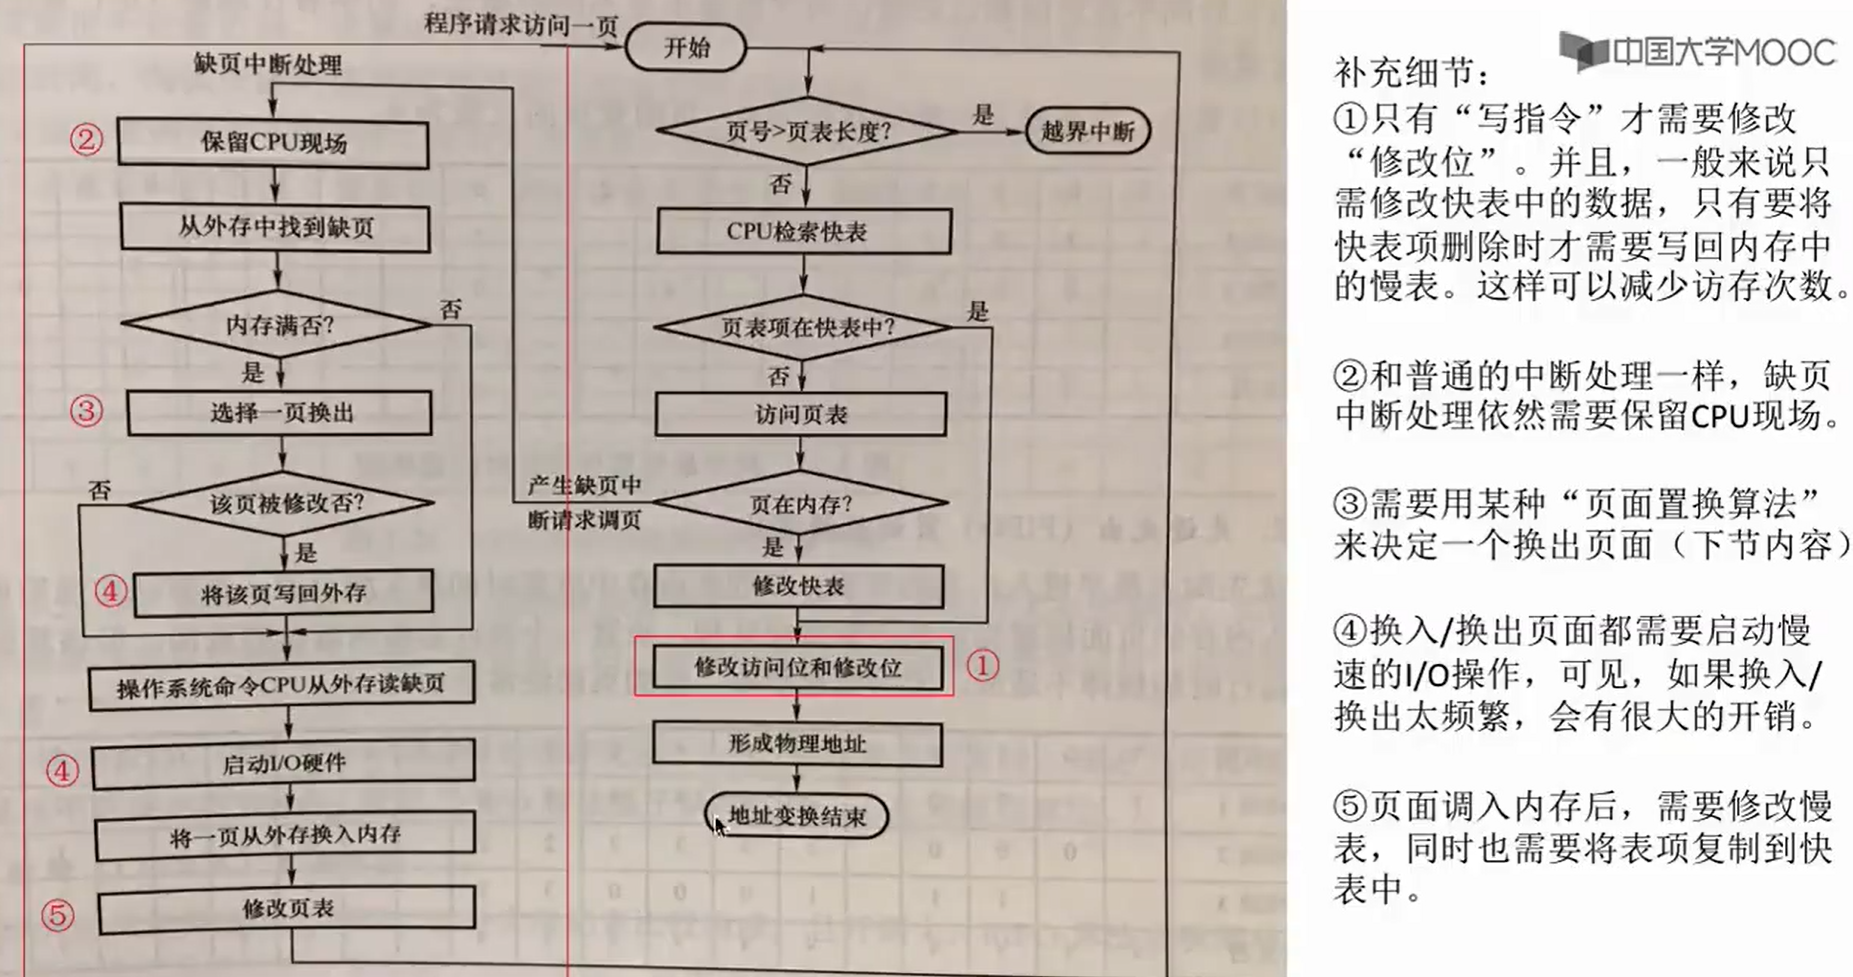 程序请求访问一页
开始
缺页中断处理
②
保留CPU现场
从外存中找到缺页
内存满否?
否
是
③
选择一页换出
该页被修改否?
否
是
④
将该页写回外存
操作系统命令CPU从外存读缺页
④
启动I/O硬件
将一页从外存换入内存
⑤
修改页表
页号>页表长度?
是
越界中断
否
CPU检索快表
页表项在快表中?
是
否
访问页表
产生缺页中
断请求调页
页在内存?
是
修改快表
修改访问位和修改位
①
形成物理地址
地址变换结束
中国大学MOOC
补充细节：
①只有“写指令”才需要修改
“修改位”。并且，一般来说只
需修改快表中的数据，只有要将
快表项删除时才需要写回内存中
的慢表。这样可以减少访存次数。
②和普通的中断处理一样，缺页
中断处理依然需要保留CPU现场。
③需要用某种“页面置换算法”
来决定一个换出页面（下节内容）
④换入/换出页面都需要启动慢
速的I/O操作，可见，如果换入/
换出太频繁，会有很大的开销。
⑤页面调入内存后，需要修改慢
表，同时也需要将表项复制到快
表中。